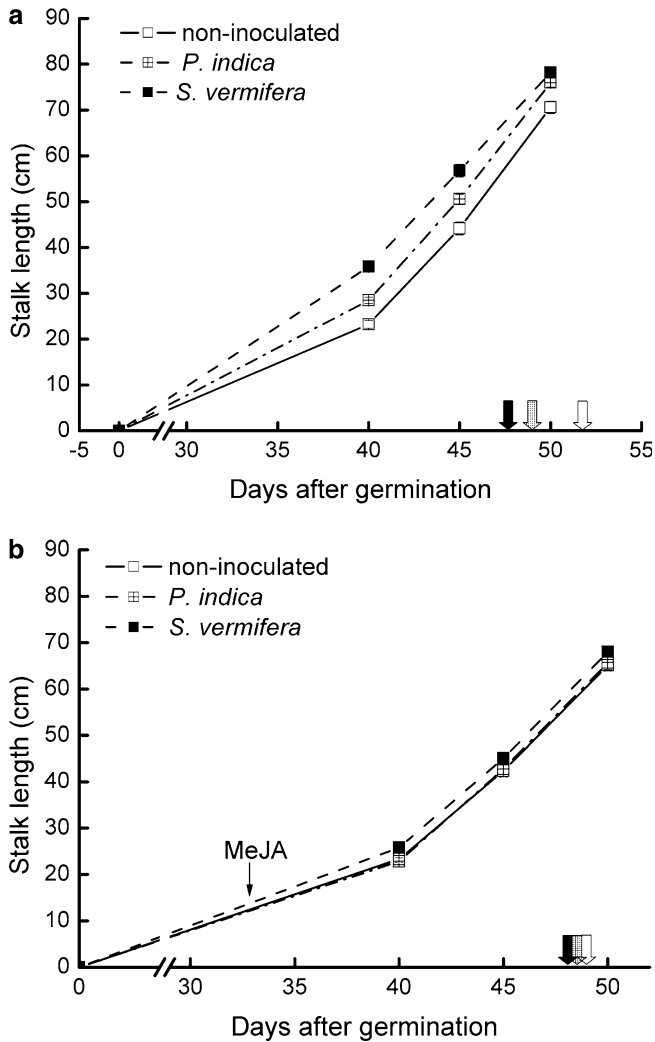 a
90
80
70
60
50
40
30
20
10
0
Stalk length (cm)
non-inoculated
P. indica
S. vermifera
-5 0 30 35 40 45 50 55
Days after germination
b
90
80
70
60
50
40
30
20
10
0
Stalk length (cm)
non-inoculated
P. indica
S. vermifera
MeJA
0 30 35 40 45 50
Days after germination